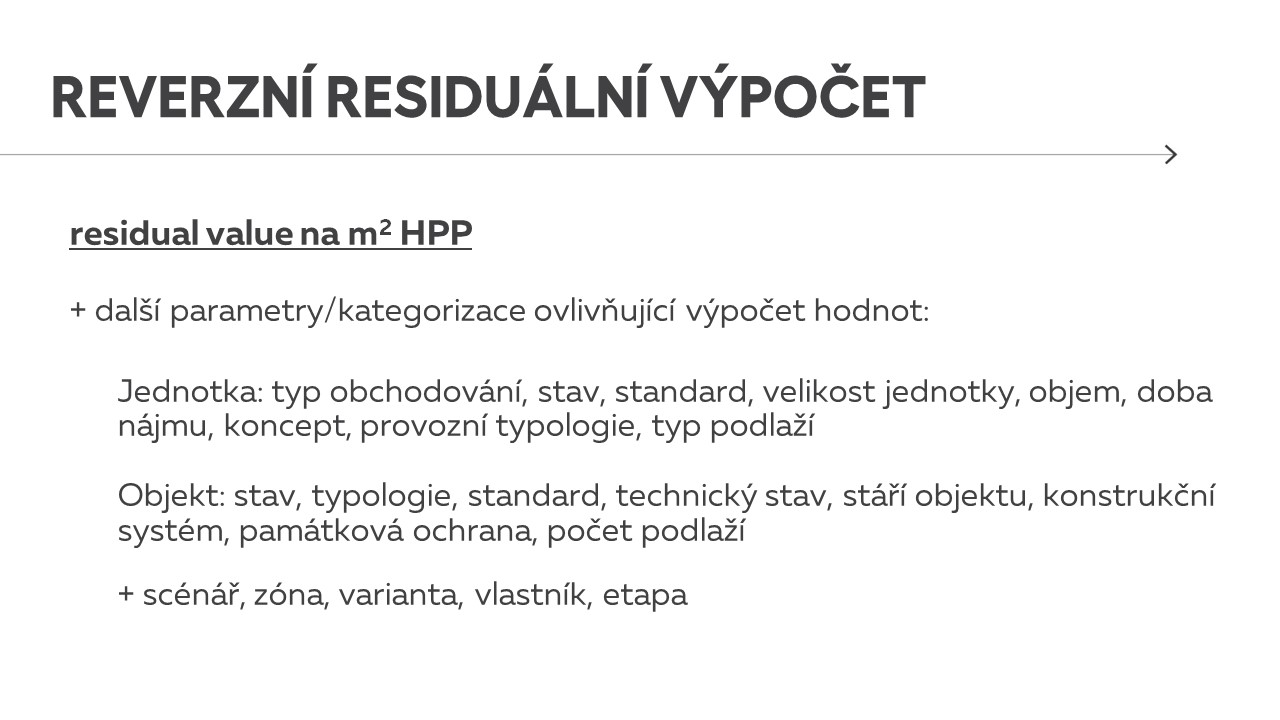 REVERZNÍ RESIDUÁLNÍ VÝPOČET
residual value na m² HPP
+ další parametry/kategorizace ovlivňující výpočet hodnot:
Jednotka: typ obchodování, stav, standard, velikost jednotky, objem, doba
nájmu, koncept, provozní typologie, typ podlaží
Objekt: stav, typologie, standard, technický stav, stáří objektu, konstrukční
systém, památková ochrana, počet podlaží
+ scénář, zóna, varianta, vlastník, etapa